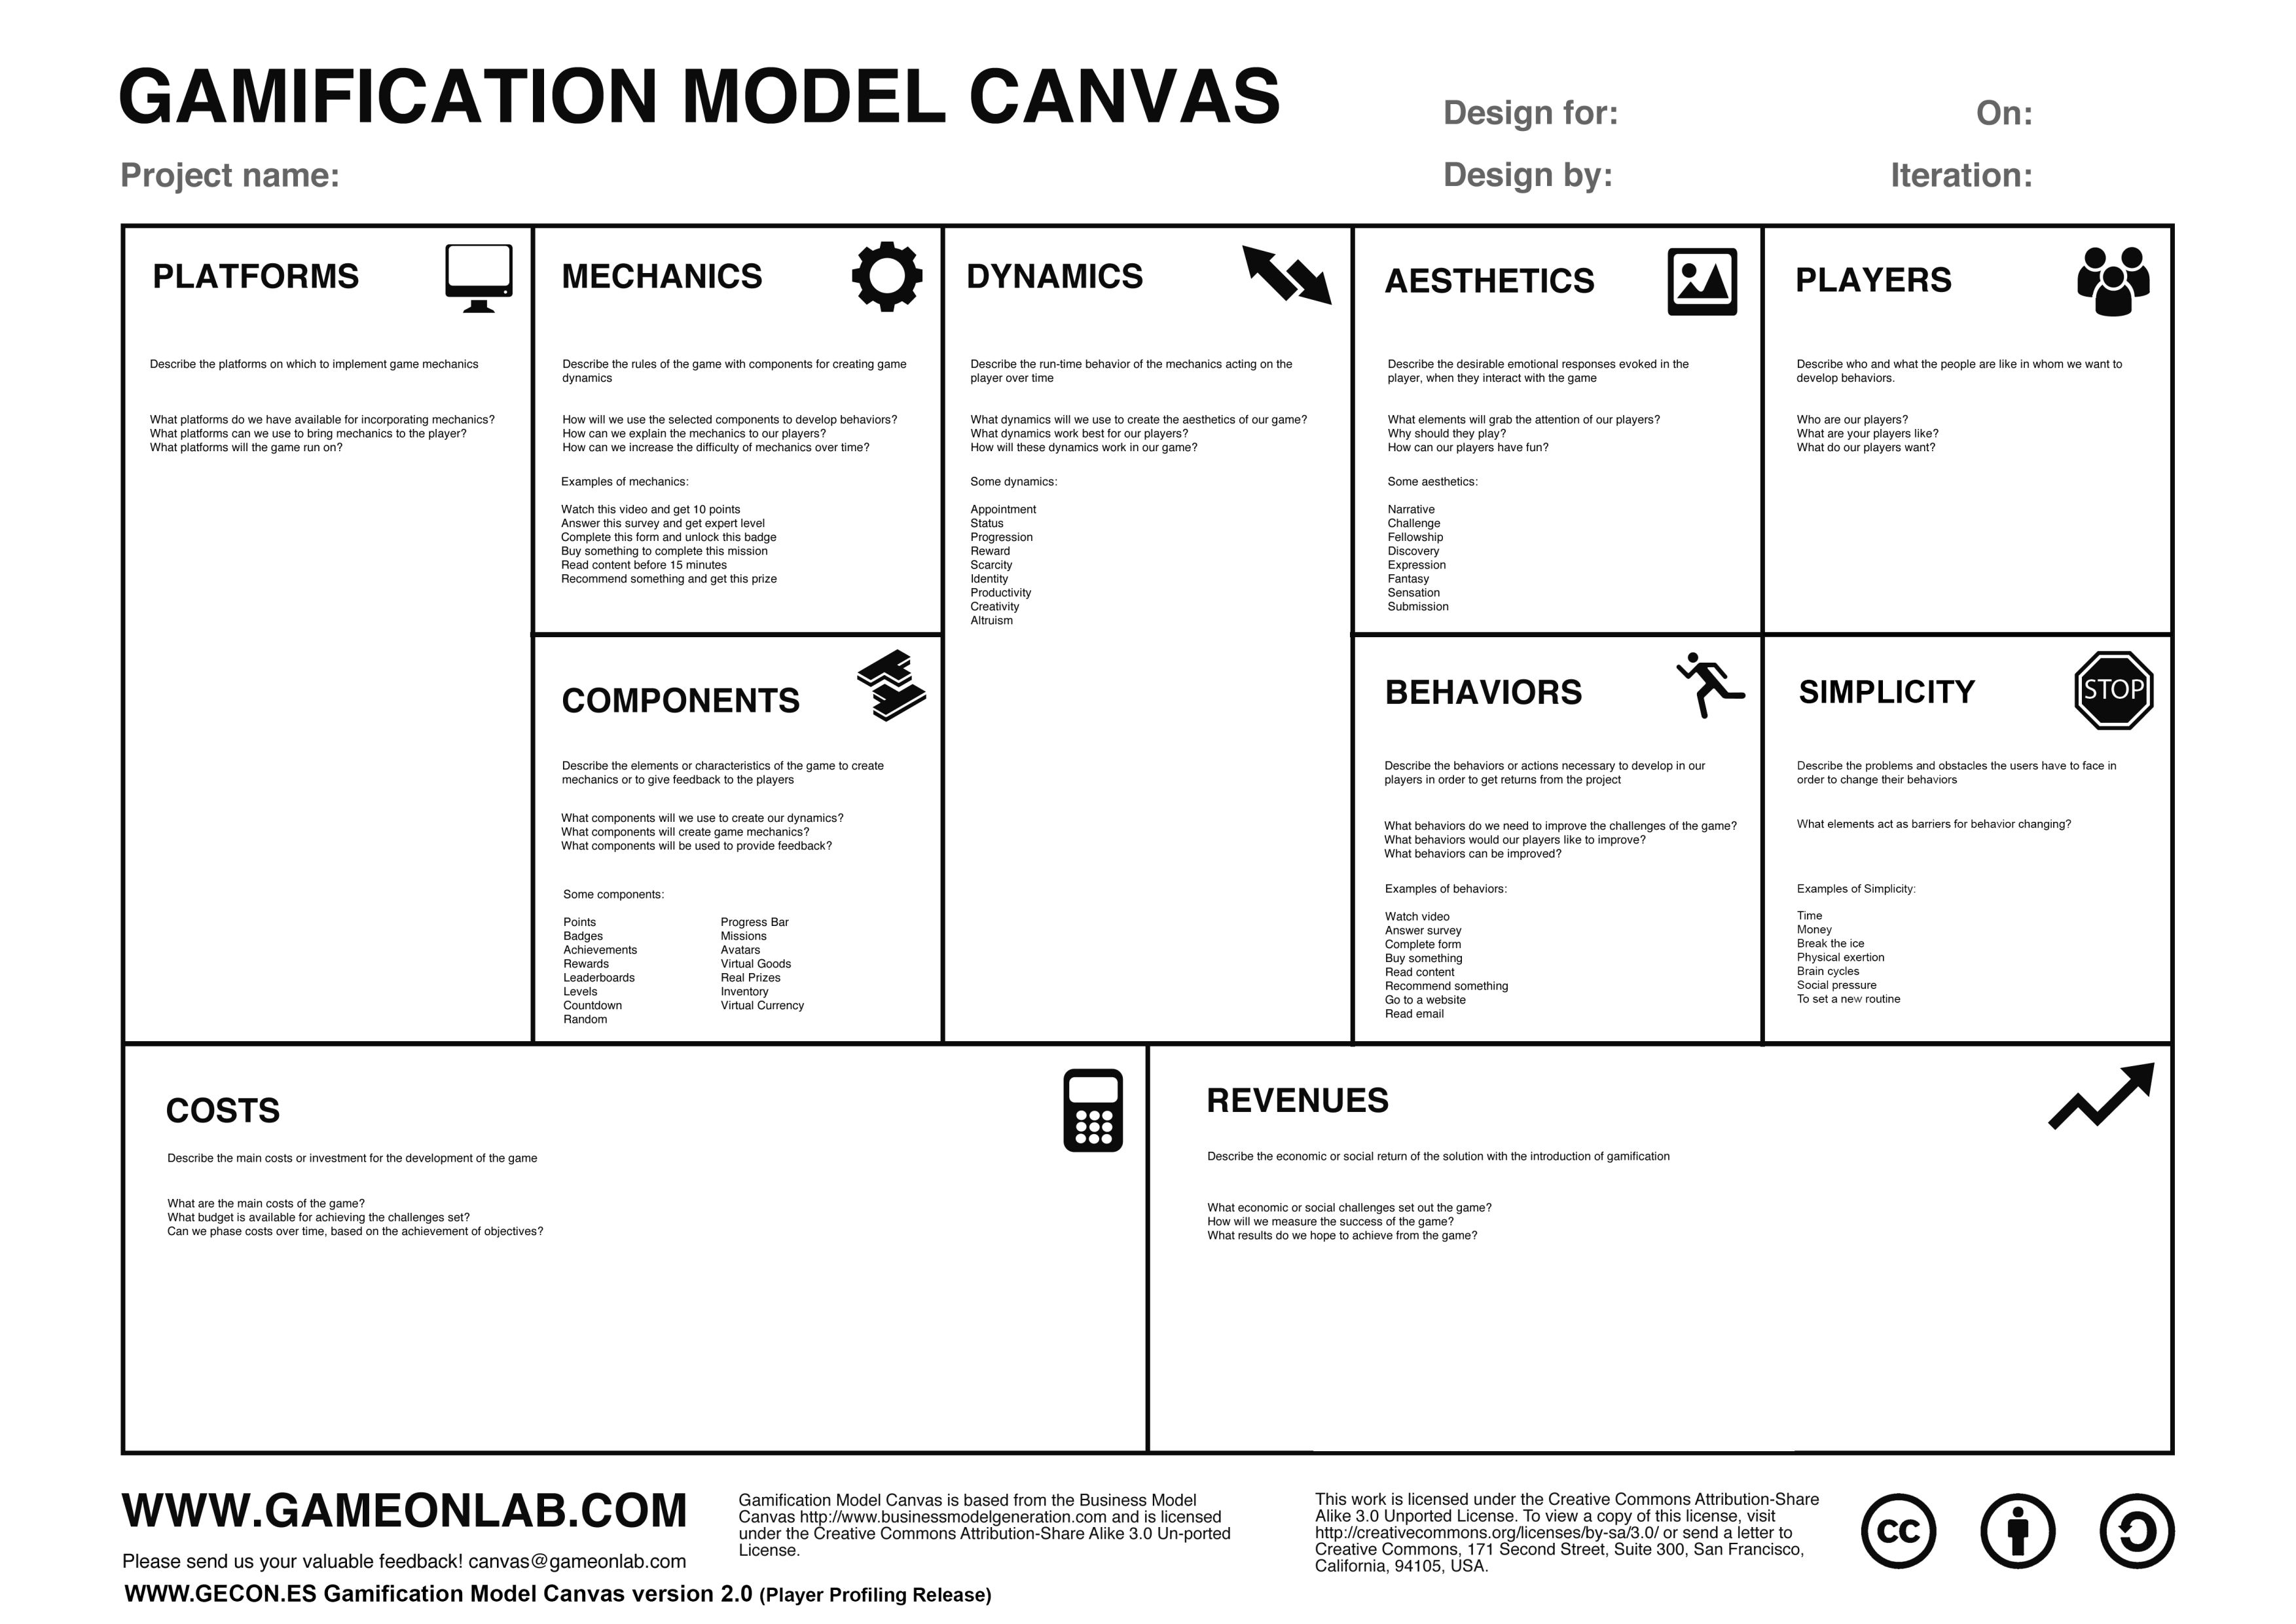 GAMIFICATION MODEL CANVAS
Design for:
On:
Project name:
Design by:
Iteration:
PLATFORMS
Describe the platforms on which to implement game mechanics
What platforms do we have available for incorporating mechanics?
What platforms can we use to bring mechanics to the player?
What platforms will the game run on?
MECHANICS
Describe the rules of the game with components for creating game
dynamics
How will we use the selected components to develop behaviors?
How can we explain the mechanics to our players?
How can we increase the difficulty of mechanics over time?
Examples of mechanics:
Watch this video and get 10 points
Answer this survey and get expert level
Complete this form and unlock this badge
Buy something to complete this mission
Read content before 15 minutes
Recommend something and get this prize
COMPONENTS
Describe the elements or characteristics of the game to create
mechanics or to give feedback to the players
What components will we use to create our dynamics?
What components will create game mechanics?
What components will be used to provide feedback?
Some components:
Points
Badges
Achievements
Rewards
Leaderboards
Levels
Countdown
Random
Progress Bar
Missions
Avatars
Virtual Goods
Real Prizes
Inventory
Virtual Currency
DYNAMICS
Describe the run-time behavior of the mechanics acting on the
player over time
What dynamics will we use to create the aesthetics of our game?
What dynamics work best for our players?
How will these dynamics work in our game?
Some dynamics:
Appointment
Status
Progression
Reward
Scarcity
Identity
Productivity
Creativity
Altruism
AESTHETICS
Describe the desirable emotional responses evoked in the
player, when they interact with the game
What elements will grab the attention of our players?
Why should they play?
How can our players have fun?
Some aesthetics:
Narrative
Challenge
Fellowship
Discovery
Expression
Fantasy
Sensation
Submission
BEHAVIORS
Describe the behaviors or actions necessary to develop in our
players in order to get returns from the project
What behaviors do we need to improve the challenges of the game?
What behaviors would our players like to improve?
What behaviors can be improved?
Examples of behaviors:
Watch video
Answer survey
Complete form
Buy something
Read content
Recommend something
Go to a website
Read email
PLAYERS
Describe who and what the people are like in whom we want to
develop behaviors.
Who are our players?
What are your players like?
What do our players want?
SIMPLICITY
STOP
Describe the problems and obstacles the users have to face in
order to change their behaviors
What elements act as barriers for behavior changing?
Examples of Simplicity:
Time
Money
Break the ice
Physical exertion
Brain cycles
Social pressure
To set a new routine
COSTS
Describe the main costs or investment for the development of the game
What are the main costs of the game?
What budget is available for achieving the challenges set?
Can we phase costs over time, based on the achievement of objectives?
REVENUES
Describe the economic or social return of the solution with the introduction of gamification
What economic or social challenges set out the game?
How will we measure the success of the game?
What results do we hope to achieve from the game?
WWW.GAMEONLAB.COM
Please send us your valuable feedback! canvas@gameonlab.com
WWW.GECON.ES Gamification Model Canvas version 2.0 (Player Profiling Release)
Gamification Model Canvas is based from the Business Model
Canvas http://www.businessmodelgeneration.com and is licensed
under the Creative Commons Attribution-Share Alike 3.0 Un-ported
License.
This work is licensed under the Creative Commons Attribution-Share
Alike 3.0 Unported License. To view a copy of this license, visit
http://creativecommons.org/licenses/by-sa/3.0/ or send a letter to
Creative Commons, 171 Second Street, Suite 300, San Francisco,
California, 94105, USA.
cc